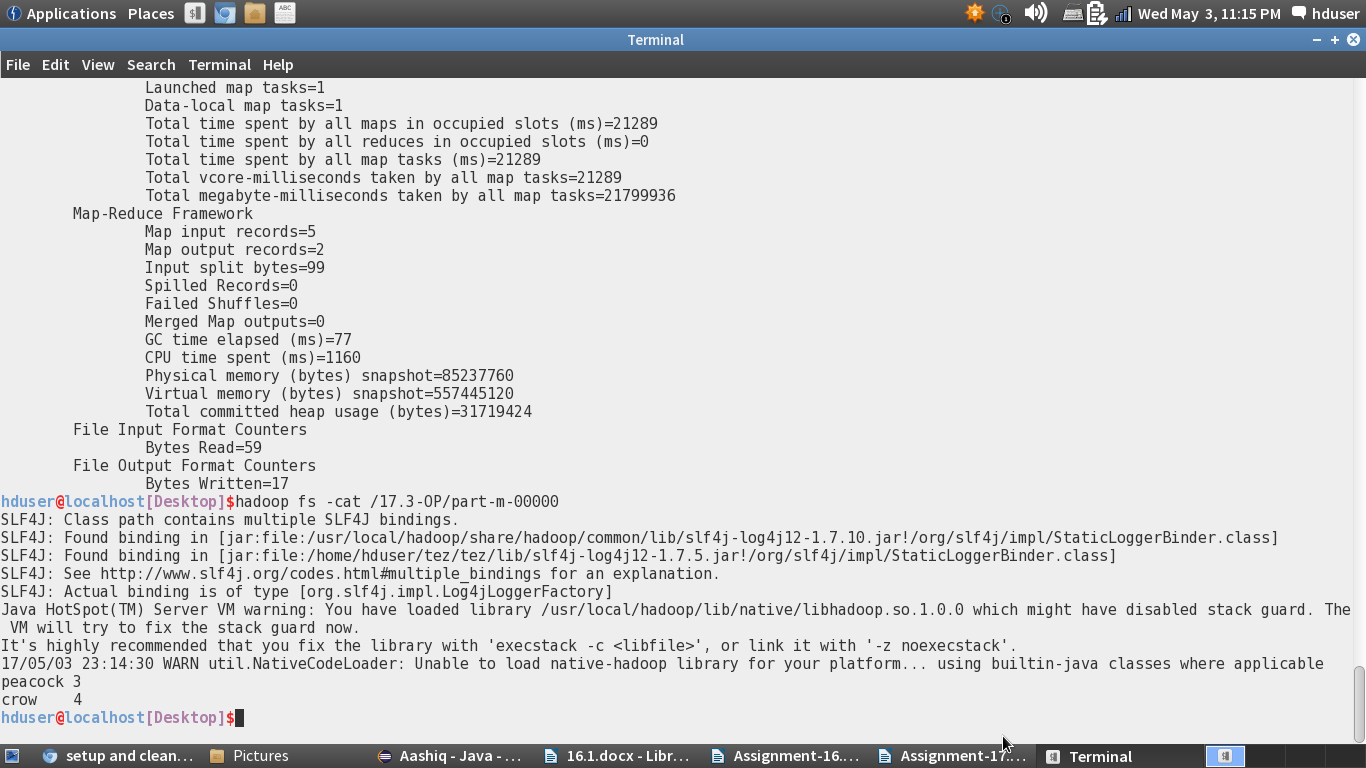 Applications Places ABC Wed May 3, 11:15 PM hduser
Terminal
File Edit View Search Terminal Help
Launched map tasks=1
Data-local map tasks=1
Total time spent by all maps in occupied slots (ms)=21289
Total time spent by all reduces in occupied slots (ms)=0
Total time spent by all map tasks (ms)=21289
Total vcore-milliseconds taken by all map tasks=21289
Total megabyte-milliseconds taken by all map tasks=21799936
Map-Reduce Framework
Map input records=5
Map output records=2
Input split bytes=99
Spilled Records=0
Failed Shuffles=0
Merged Map outputs=0
GC time elapsed (ms)=77
CPU time spent (ms)=1160
Physical memory (bytes) snapshot=85237760
Virtual memory (bytes) snapshot=557445120
Total committed heap usage (bytes)=31719424
File Input Format Counters
Bytes Read=59
File Output Format Counters
Bytes Written=17
hduser@localhost[Desktop]$hadoop fs -cat /17.3-OP/part-m-00000
SLF4J: Class path contains multiple SLF4J bindings.
SLF4J: Found binding in [jar:file:/usr/local/hadoop/share/hadoop/common/lib/slf4j-log4j12-1.7.10.jar!/org/slf4j/impl/StaticLoggerBinder.class]
SLF4J: Found binding in [jar:file:/home/hduser/tez/tez/lib/slf4j-log4j12-1.7.5.jar!/org/slf4j/impl/StaticLoggerBinder.class]
SLF4J: See http://www.slf4j.org/codes.html#multiple_bindings for an explanation.
SLF4J: Actual binding is of type [org.slf4j.impl.Log4jLoggerFactory]
Java HotSpot(TM) Server VM warning: You have loaded library /usr/local/hadoop/lib/native/libhadoop.so.1.0.0 which might have disabled stack guard. The
VM will try to fix the stack guard now.
It's highly recommended that you fix the library with 'execstack -c <libfile>', or link it with '-z noexecstack'.
17/05/03 23:14:30 WARN util.NativeCodeLoader: Unable to load native-hadoop library for your platform... using builtin-java classes where applicable
peacock 3
crow 4
hduser@localhost[Desktop]$
setup and clean... Pictures Aashiq - Java - ... 16.1.docx - Libr... Assignment-16.... Assignment-17.... Terminal